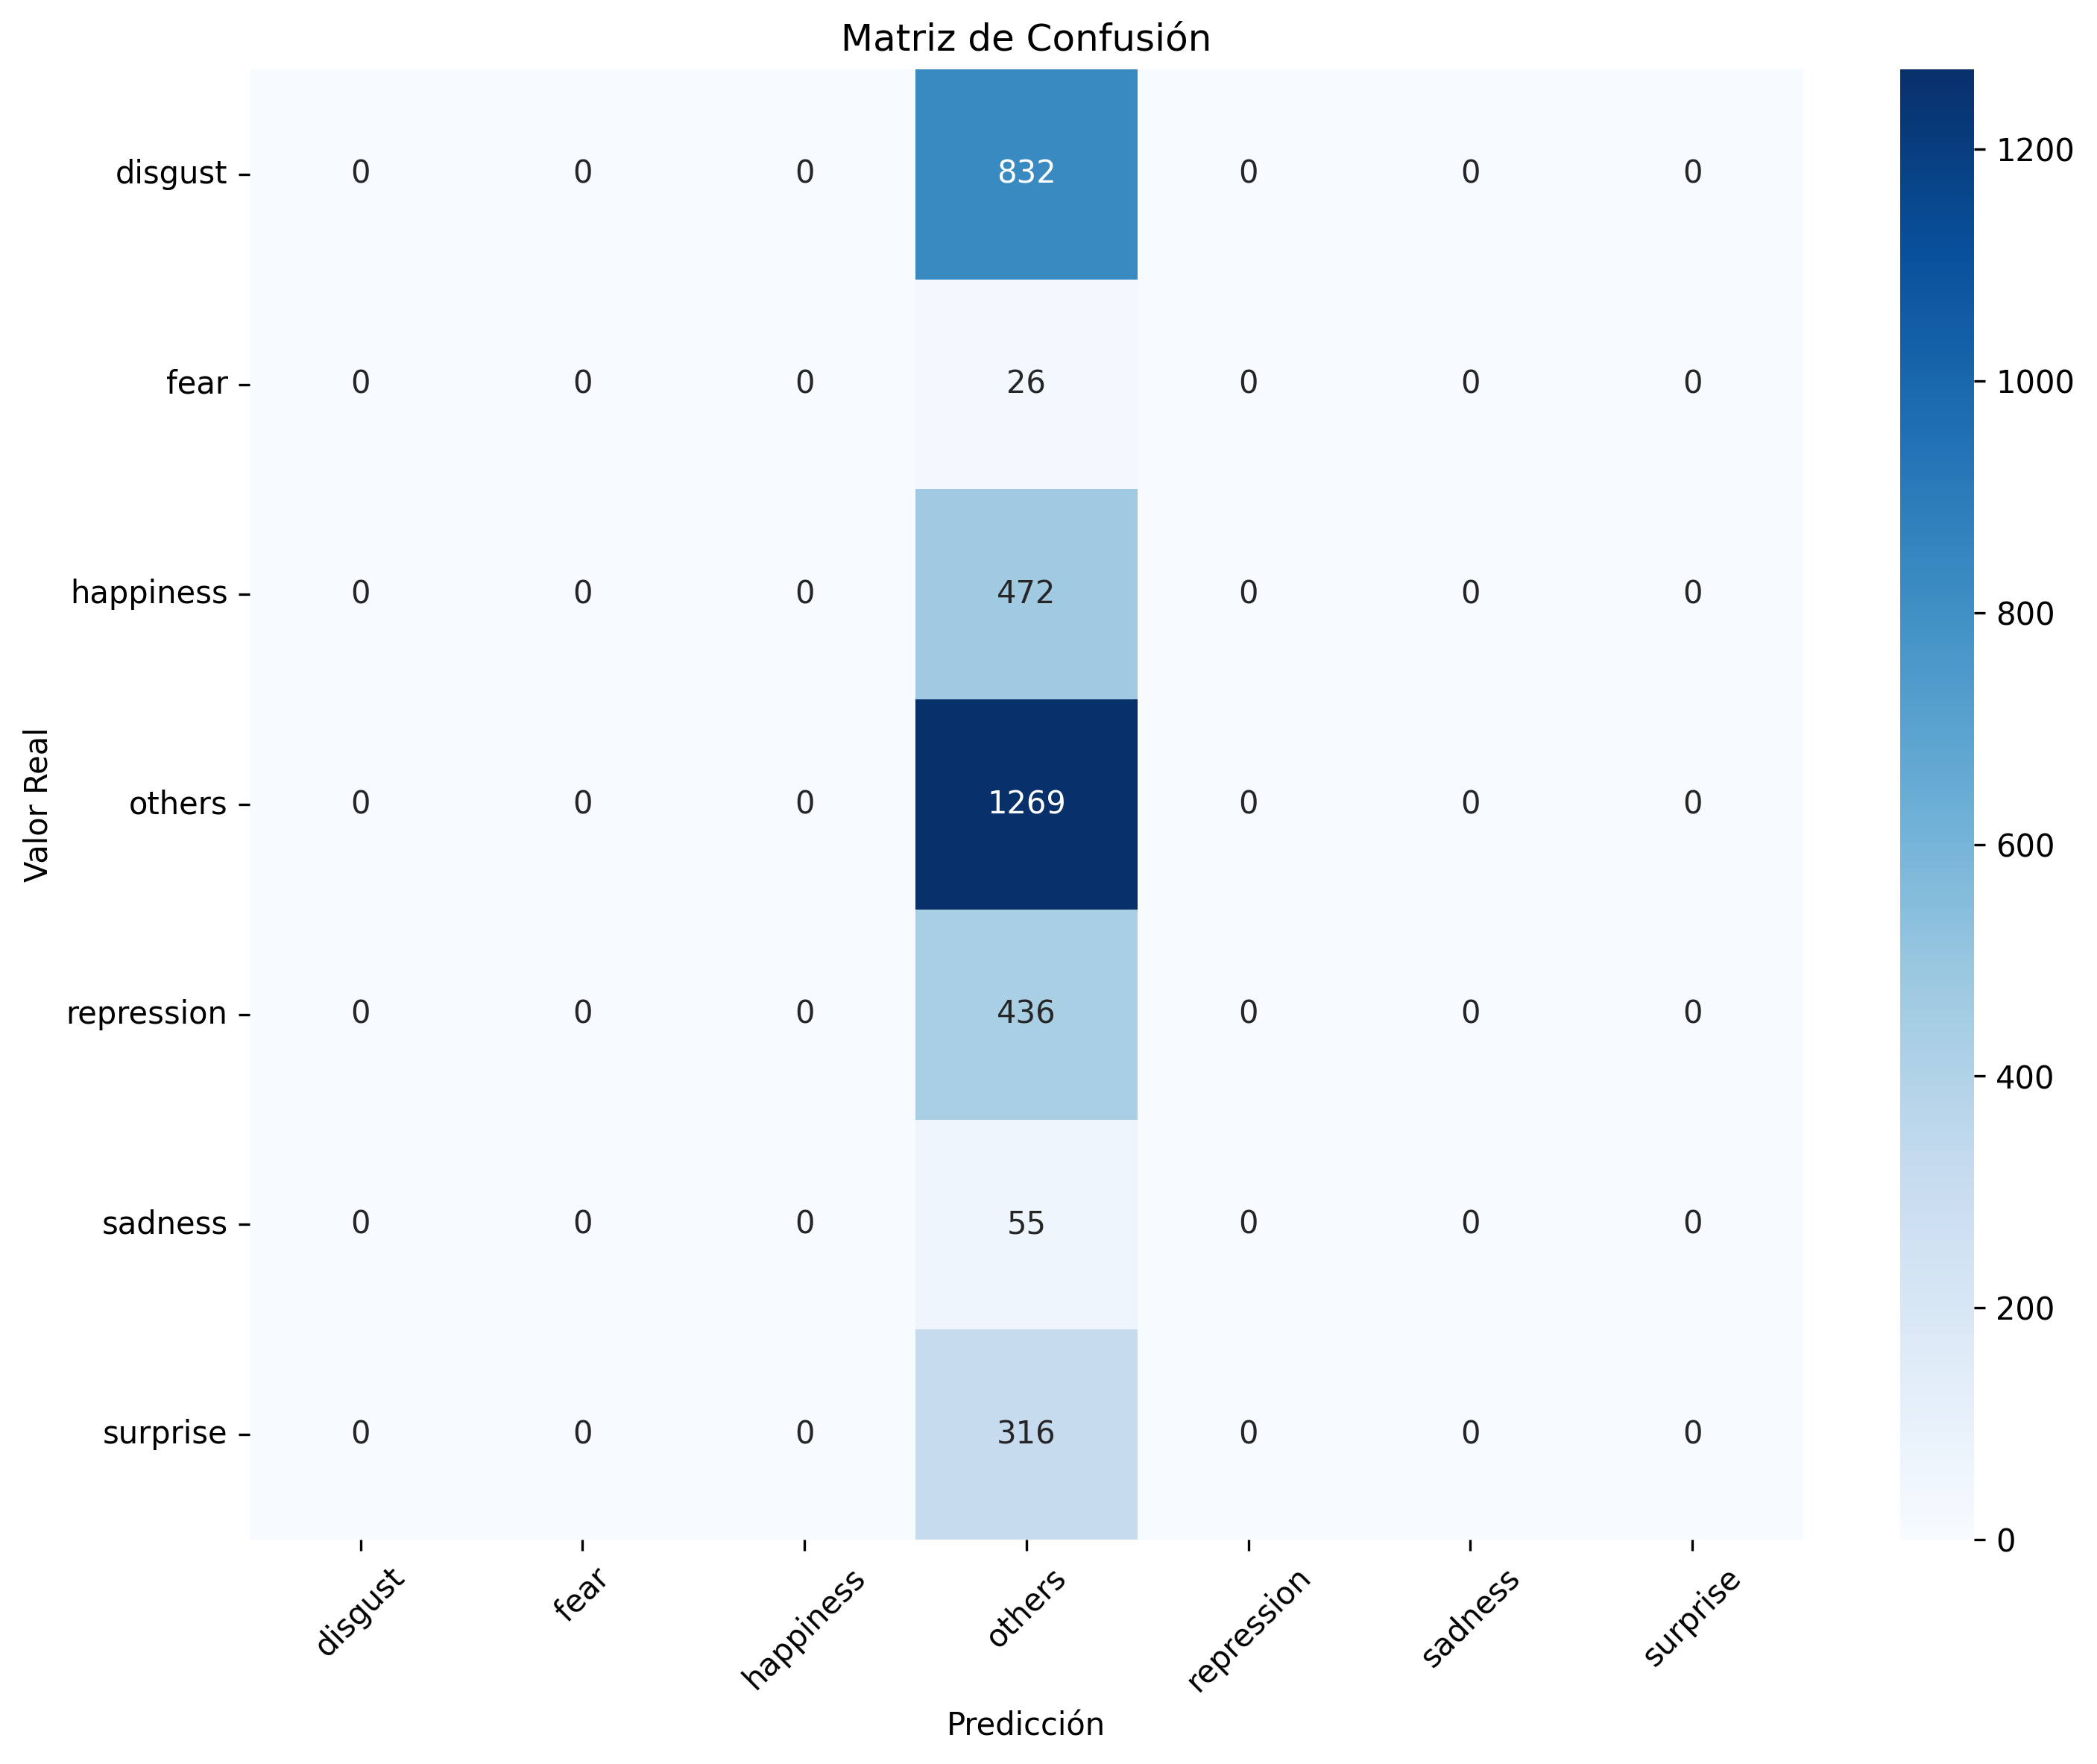 Matriz de Confusión
disgust 0 0 0 832 0 0 0
fear 0 0 0 26 0 0 0
happiness 0 0 0 472 0 0 0
others 0 0 0 1269 0 0 0
repression 0 0 0 436 0 0 0
sadness 0 0 0 55 0 0 0
surprise 0 0 0 316 0 0 0
Valor Real
disgust fear happiness others repression sadness surprise
Predicción
1200
1000
800
600
400
200
0